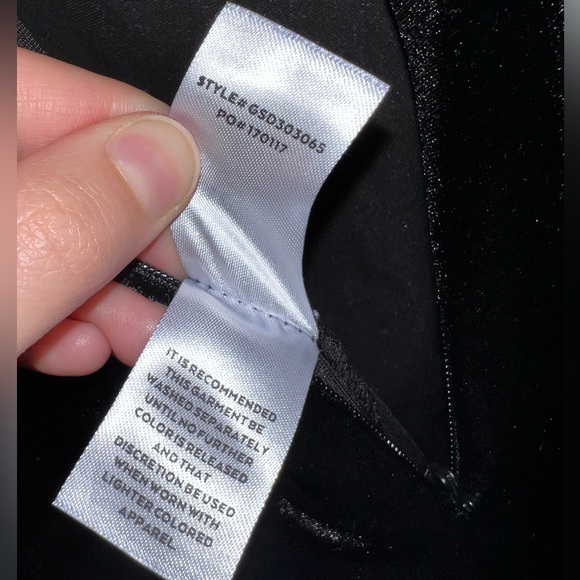 STYLE# GSD303065
PO# 170117
IT IS RECOMMENDED
THIS GARMENT BE
WASHED SEPARATELY
UNTIL NO FURTHER
COLOR IS RELEASED
AND THAT
DISCRETION BE USED
WHEN WORN WITH
LIGHTER COLORED
APPAREL.